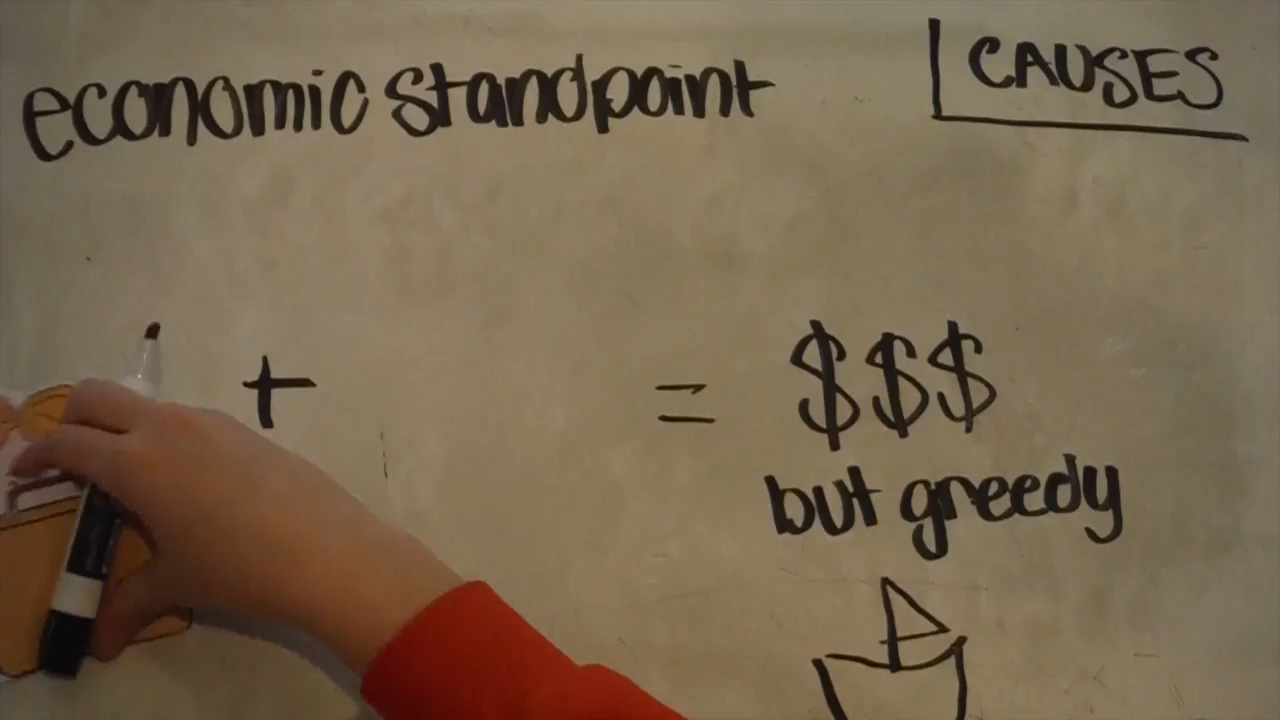 economic standpoint
CAUSES
+ = $$$
but greedy